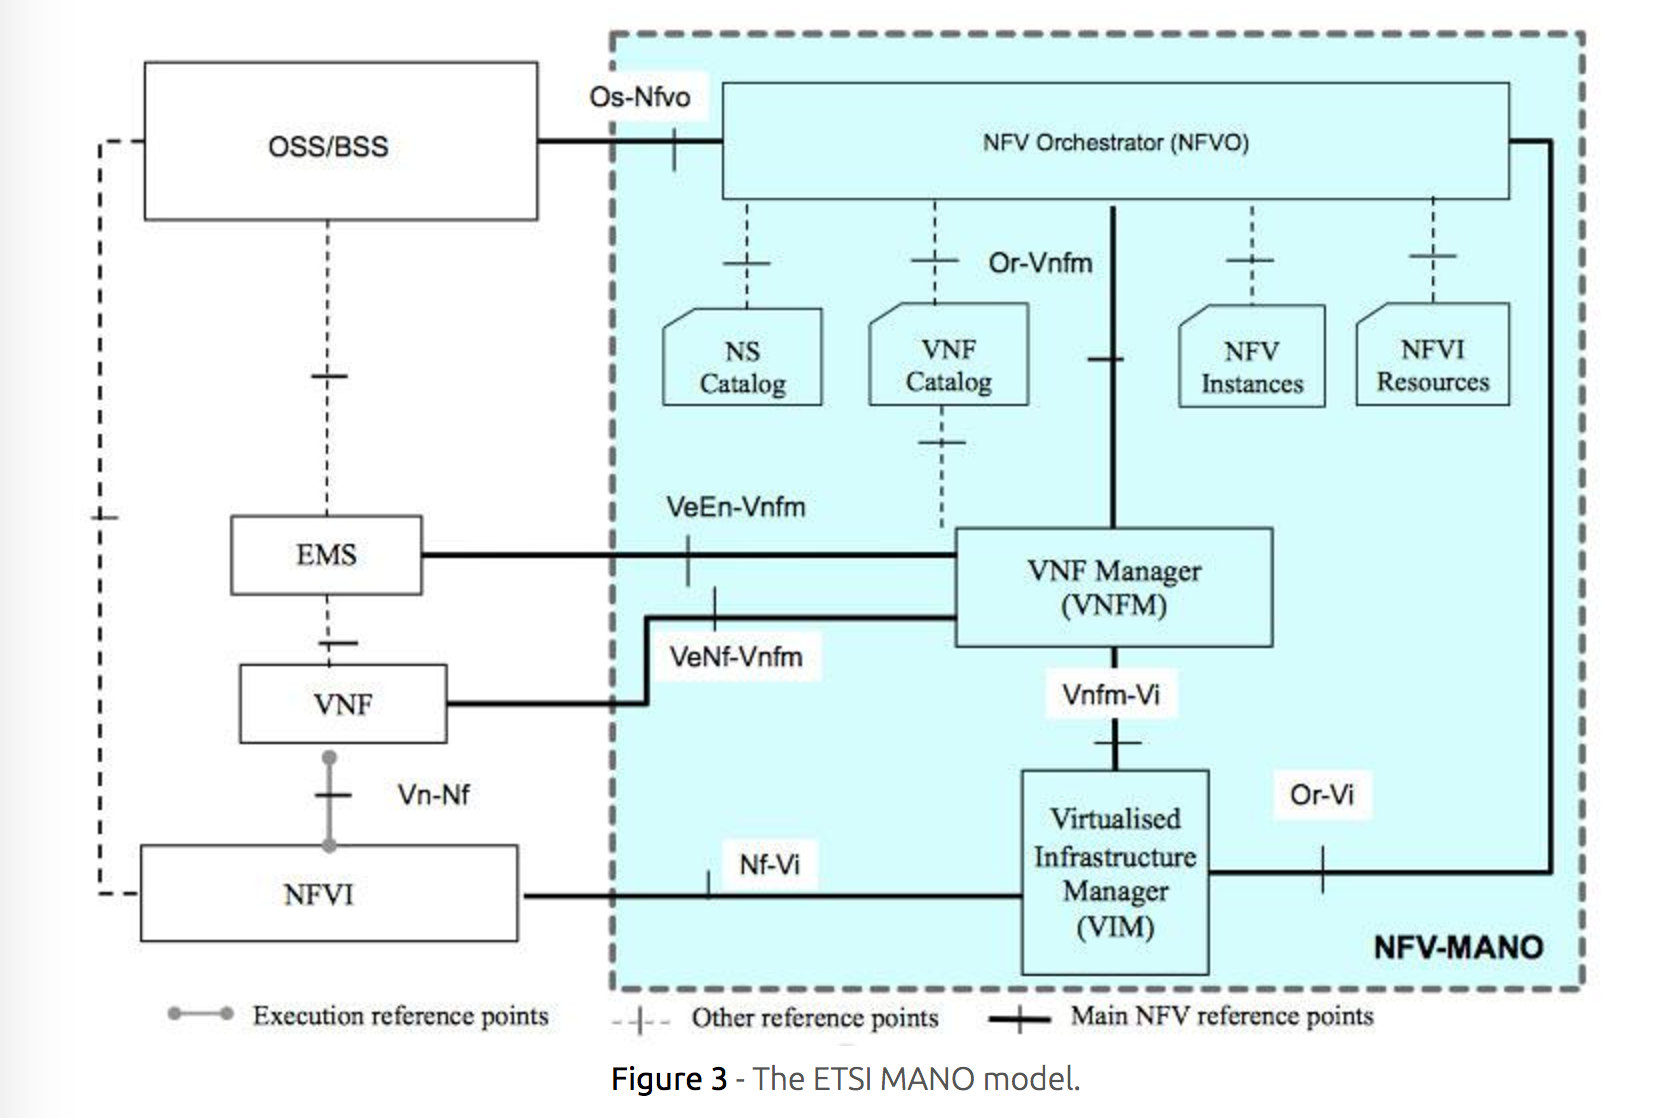 Os-Nfvo
OSS/BSS
NFV Orchestrator (NFVO)
Or-Vnfm
NS
Catalog
VNF
Catalog
NFV
Instances
NFVI
Resources
VeEn-Vnfm
EMS
VNF Manager
(VNFM)
VeNf-Vnfm
VNF
Vnfm-Vi
Vn-Nf
Or-Vi
Virtualised
Infrastructure
Manager
(VIM)
Nf-Vi
NFVI
NFV-MANO
Execution reference points
Other reference points
Main NFV reference points
Figure 3 - The ETSI MANO model.